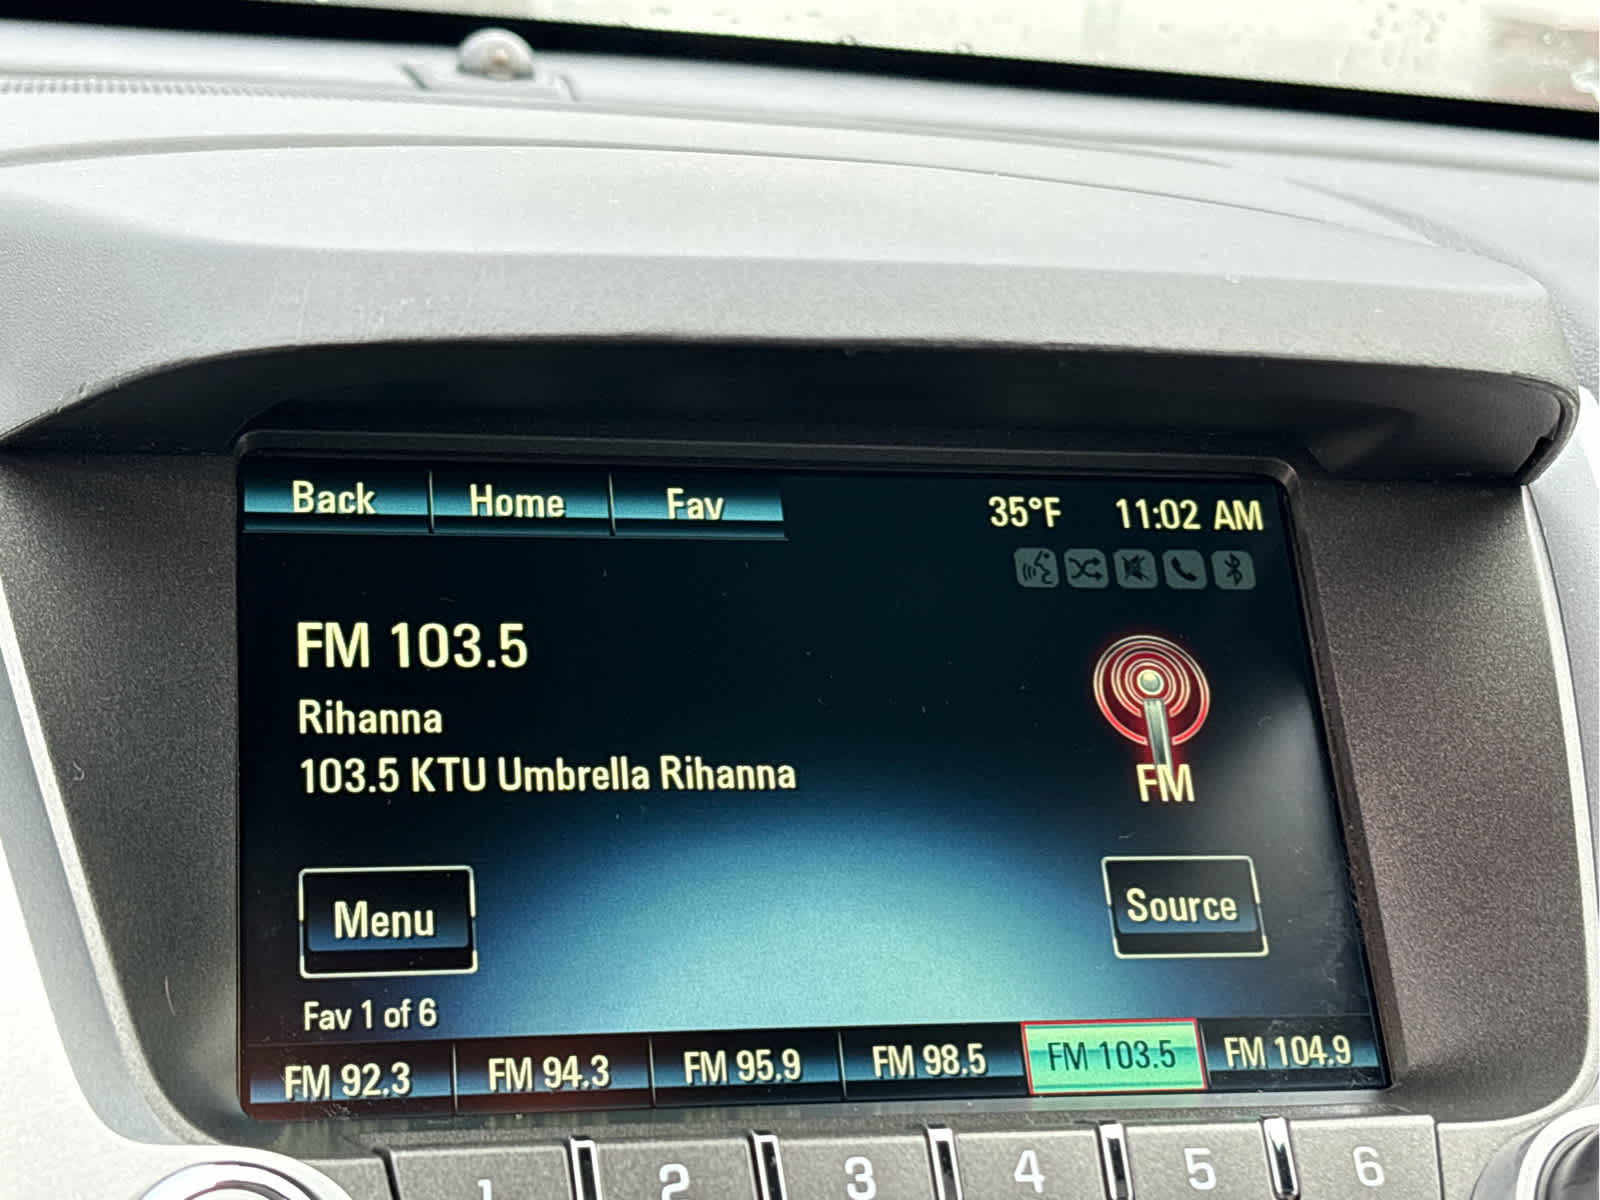 Back Home Fav 35°F 11:02 AM
FM 103.5
Rihanna
103.5 KTU Umbrella Rihanna
FM
Menu Source
Fav 1 of 6
FM 92.3 FM 94.3 FM 95.9 FM 98.5 FM 103.5 FM 104.9
1 2 3 4 5 6